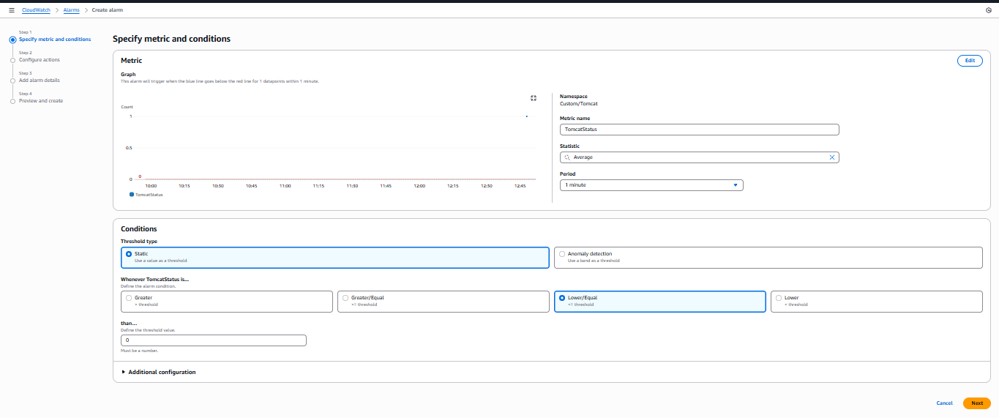 CloudWatch > Alarms > Create alarm
Step 1
Specify metric and conditions
Step 2
Configure actions
Step 3
Add alarm details
Step 4
Preview and create
Specify metric and conditions
Metric
Edit
Graph
This alarm will trigger when the blue line goes below the red line for 1 datapoints within 1 minute.
Count
1
0.5
0
0
10:00 10:15 10:30 10:45 11:00 11:15 11:30 11:45 12:00 12:15 12:30 12:45
TomcatStatus
Namespace
Custom/Tomcat
Metric name
TomcatStatus
Statistic
Average
Period
1 minute
Conditions
Threshold type
Static
Use a value as a threshold
Anomaly detection
Use a band as a threshold
Whenever TomcatStatus is...
Define the alarm condition.
Greater
> threshold
Greater/Equal
>= threshold
Lower/Equal
<= threshold
Lower
< threshold
than...
Define the threshold value.
0
Must be a number.
Additional configuration
Cancel
Next